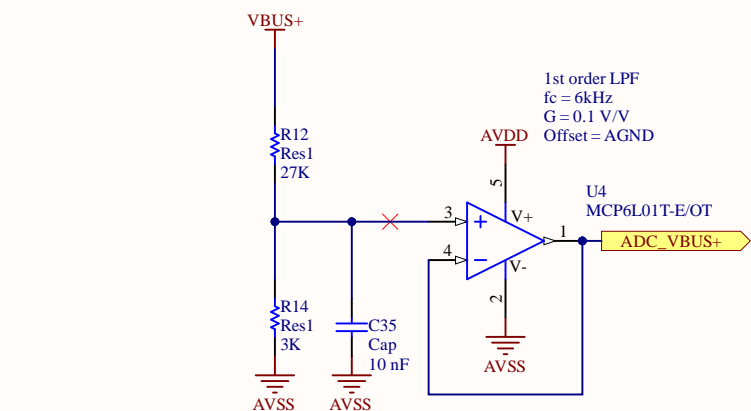 VBUS+
1st order LPF
fc = 6kHz
G = 0.1 V/V
Offset = AGND
AVDD
R12
Res1
27K
5
U4
MCP6L01T-E/OT
3
V+
1
ADC_VBUS+
4
V-
2
R14
Res1
3K
C35
Cap
10 nF
AVSS
AVSS
AVSS